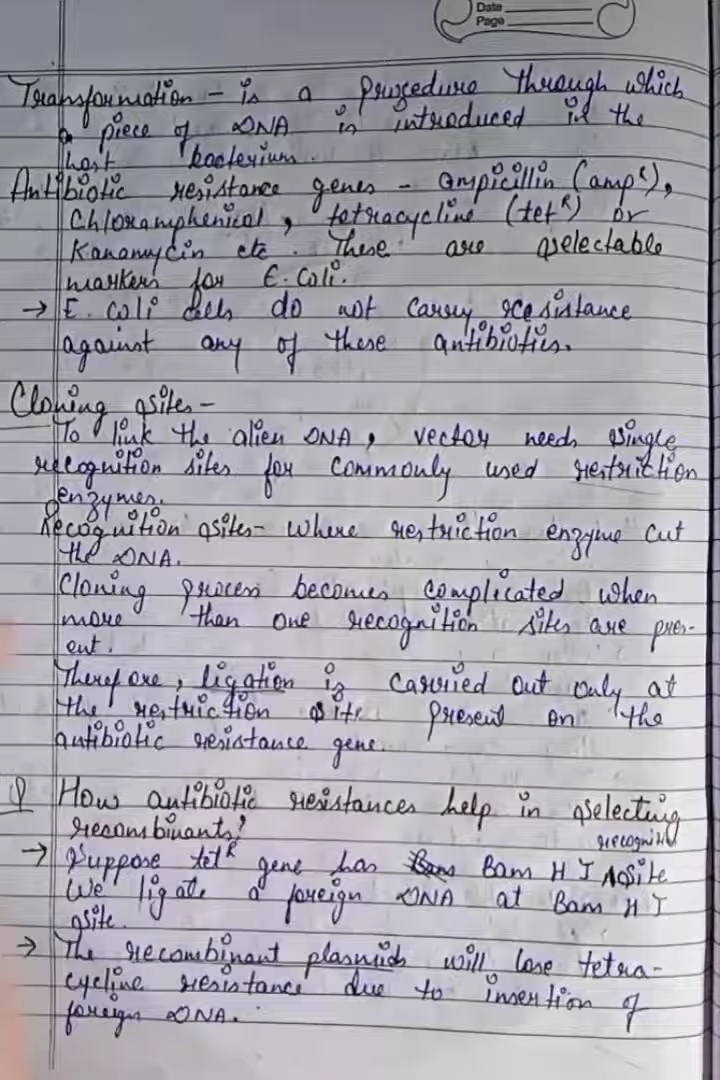 Date
Page
Transformation - is a procedure through which
a piece of DNA is introduced in the
host bacterium.
Antibiotic resistance genes - ampicillin (ampʳ),
Chloramphenical, tetracycline (tetᴿ) or
Kanamycin etc. These are selectable
markers for E. Coli.
→ E. coli cells do not carry resistance
against any of these antibiotics.
Cloning sites -
To link the alien DNA, vector needs single
recognition sites for commonly used restriction
enzymes.
Recognition sites - where restriction enzyme cut
the DNA.
Cloning process becomes complicated when
more than one recognition sites are pres-
ent.
Therefore, ligation is carried out only at
the restriction site present on the
antibiotic resistance gene.
Q How antibiotic resistances help in selecting
recombinants?
→ Suppose tetᴿ gene has Bam H I recognition site
We ligate a foreign DNA at Bam H I
site.
→ The recombinant plasmids will lose tetra-
cycline resistance due to insertion of
foreign DNA.